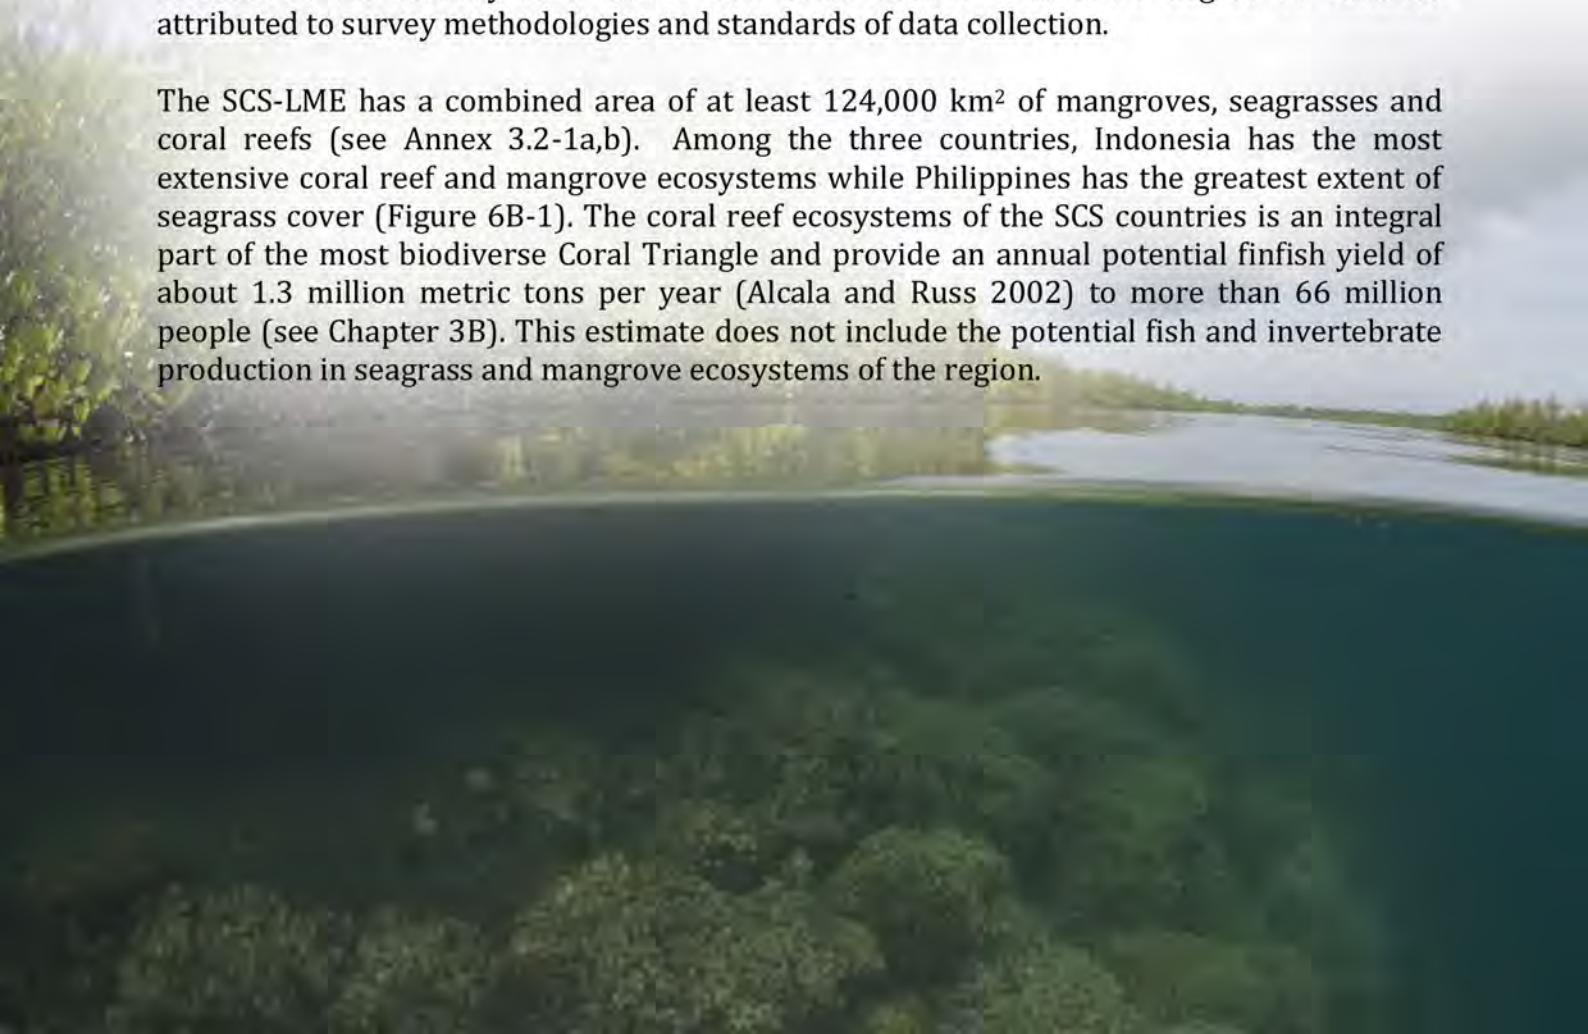 attributed to survey methodologies and standards of data collection.
The SCS-LME has a combined area of at least 124,000 km² of mangroves, seagrasses and
coral reefs (see Annex 3.2-1a,b).  Among the three countries, Indonesia has the most
extensive coral reef and mangrove ecosystems while Philippines has the greatest extent of
seagrass cover (Figure 6B-1). The coral reef ecosystems of the SCS countries is an integral
part of the most biodiverse Coral Triangle and provide an annual potential finfish yield of
about 1.3 million metric tons per year (Alcala and Russ 2002) to more than 66 million
people (see Chapter 3B). This estimate does not include the potential fish and invertebrate
production in seagrass and mangrove ecosystems of the region.